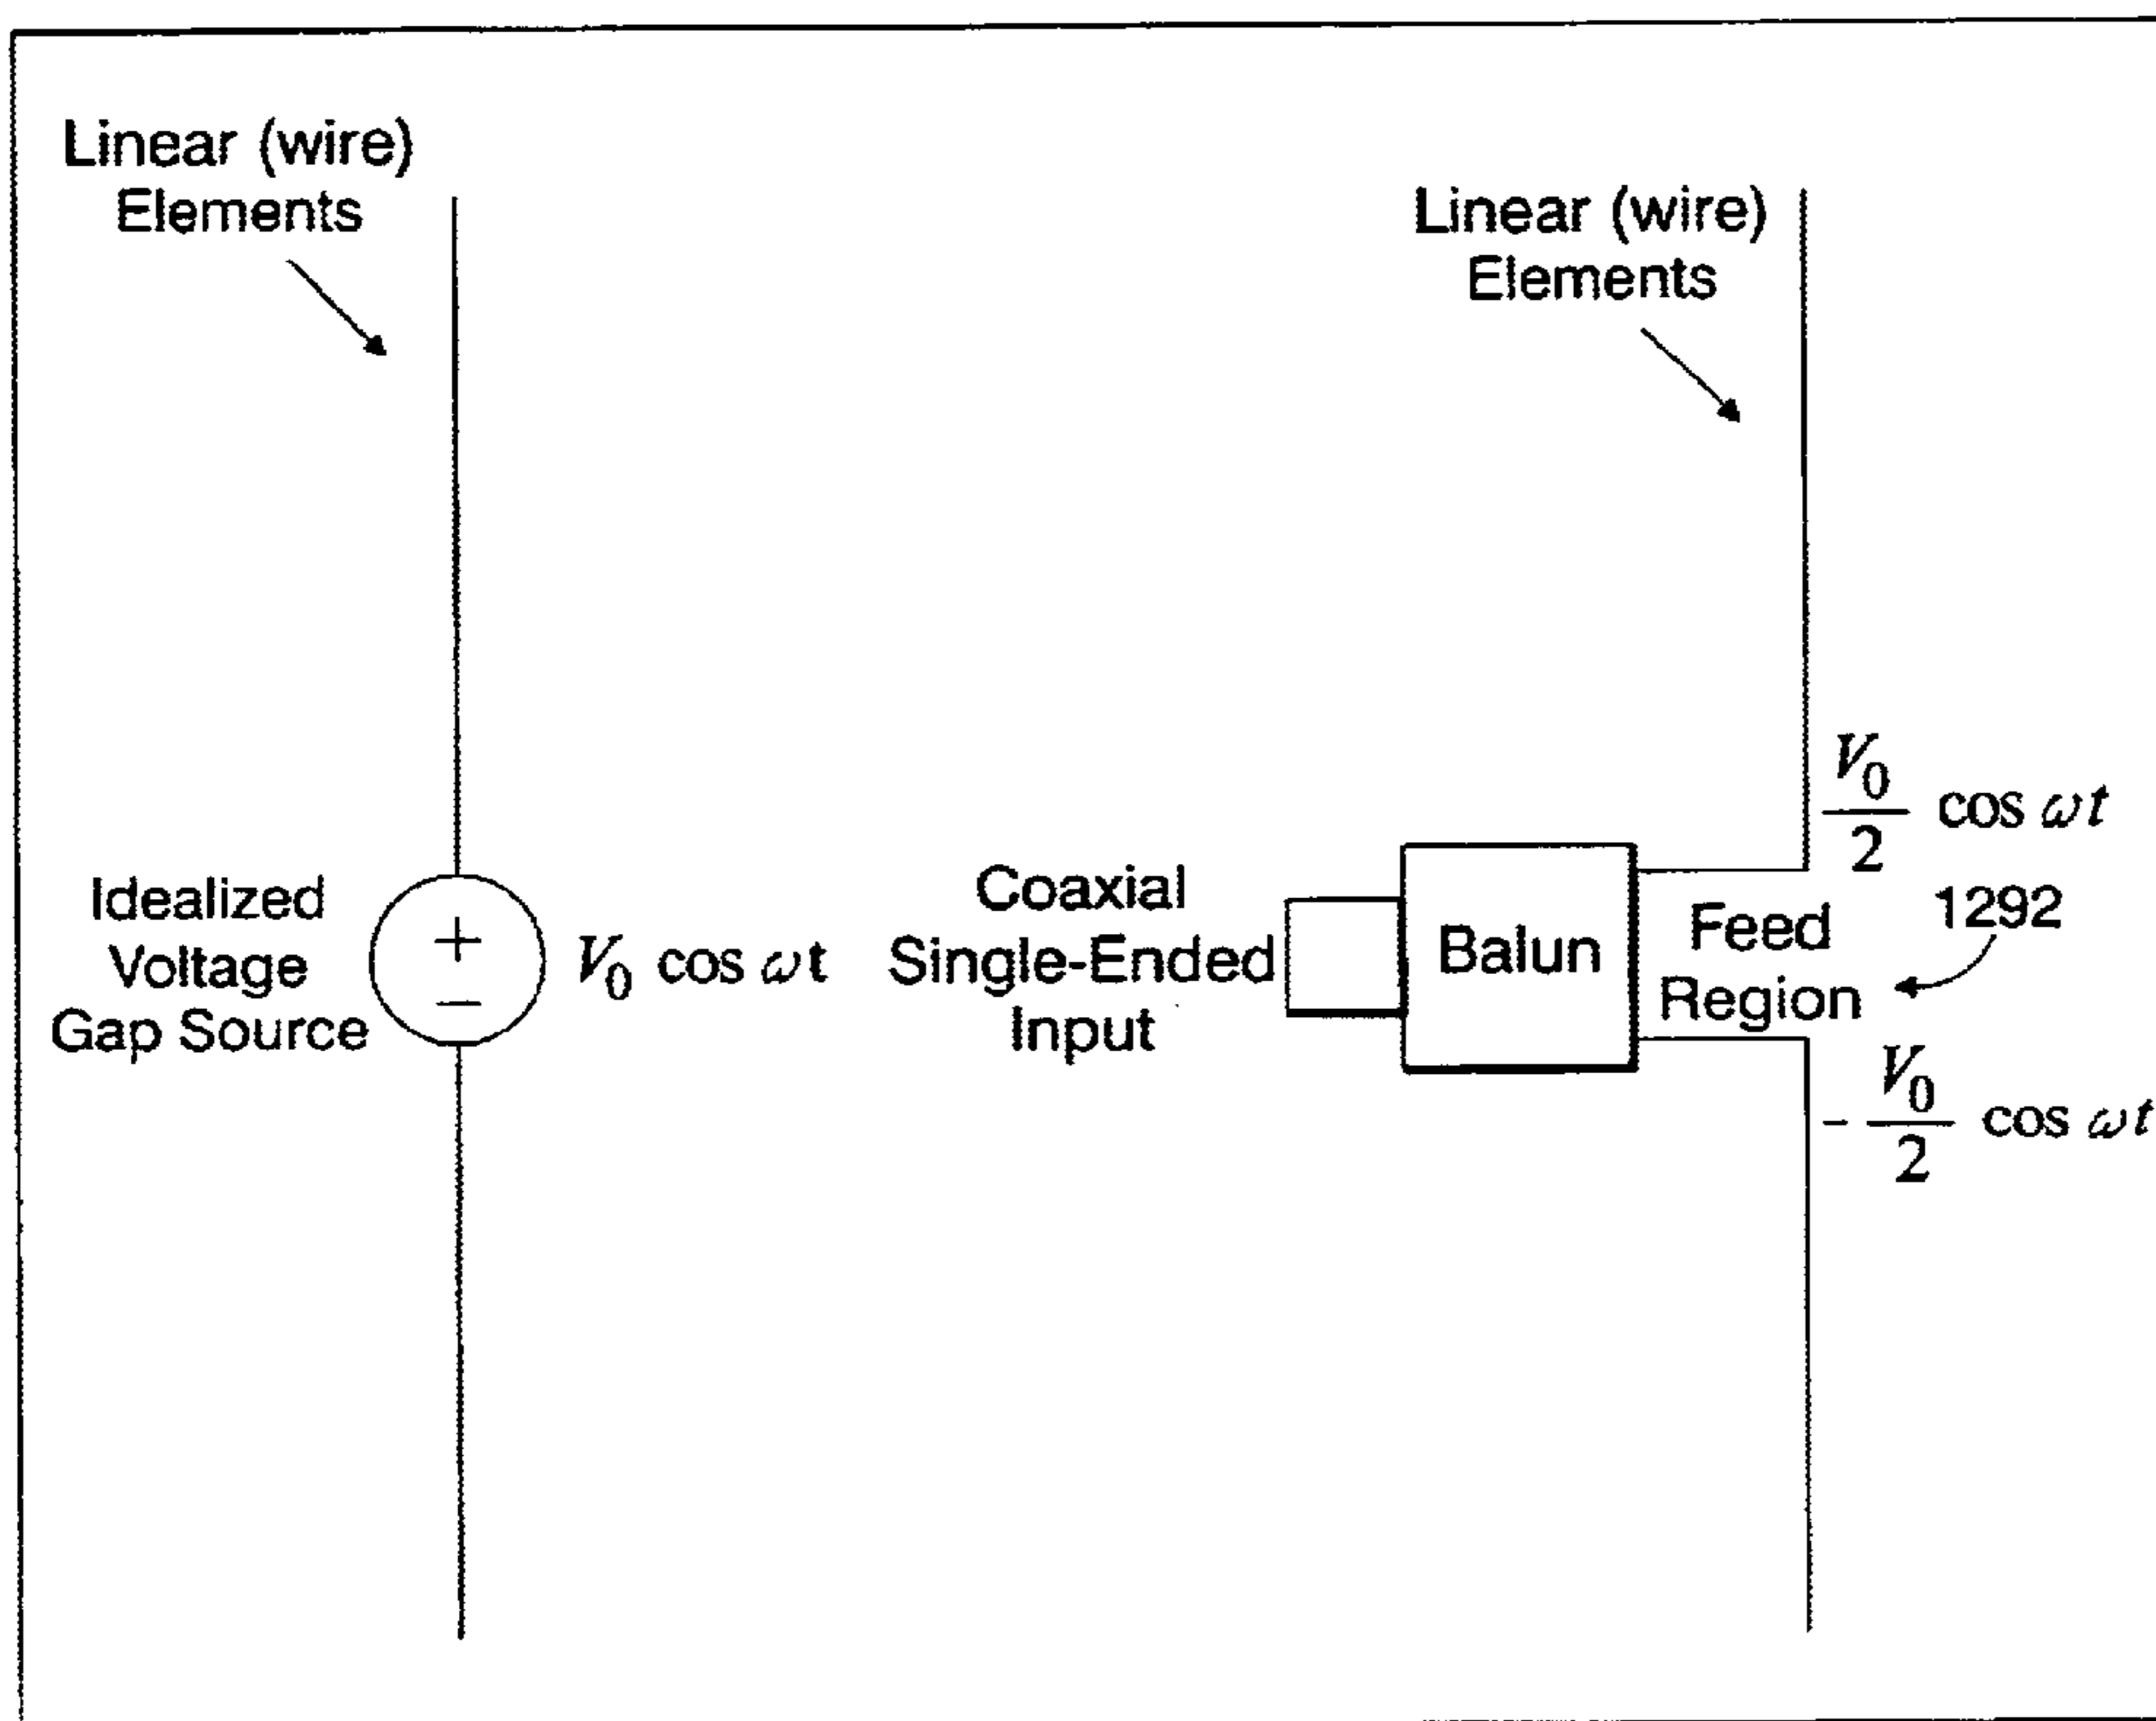 Linear (wire)
Elements
Idealized
Voltage
Gap Source
+
−
V₀ cos ωt
Linear (wire)
Elements
Coaxial
Single-Ended
Input
Balun
Feed
Region
1292
V₀/2 cos ωt
− V₀/2 cos ωt